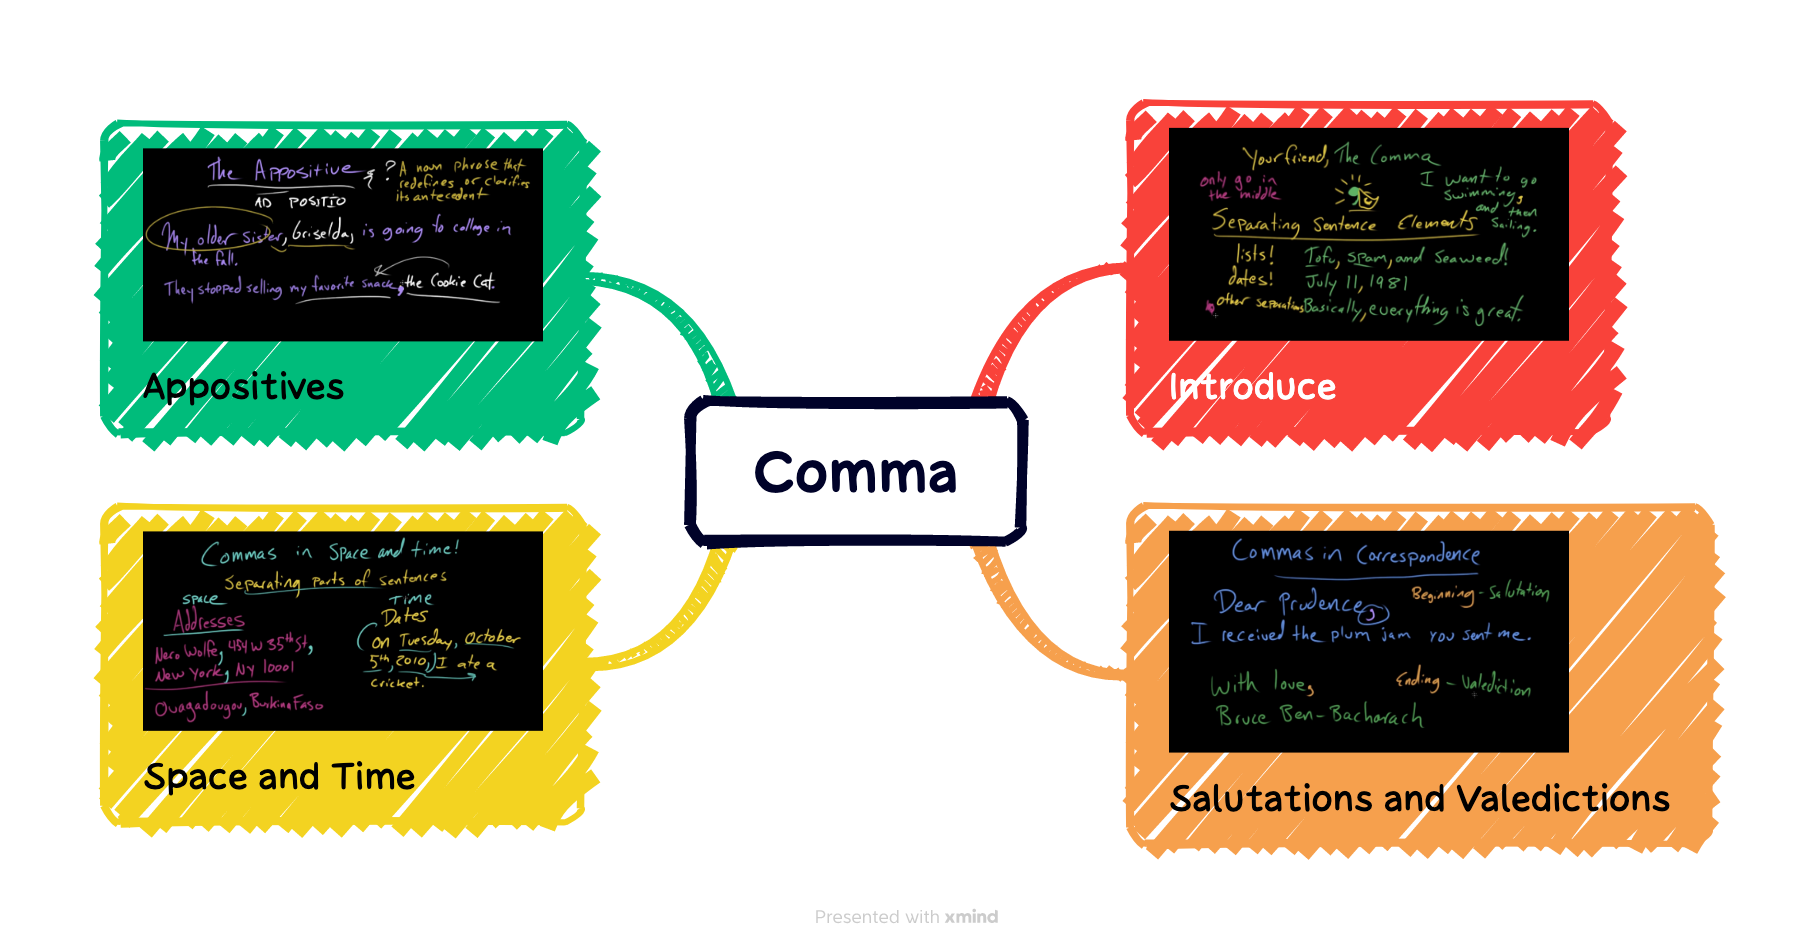 The Appositive
? A noun phrase that
redefines or clarifies
its antecedent
AD POSITIO
My older sister, Griselda, is going to college in
the fall.
They stopped selling my favorite snack, the Cookie Cat.
Appositives
Your friend, The Comma
only go in
the middle
I want to go
swimming,
and then
sailing.
Separating Sentence Elements
lists! Tofu, spam, and seaweed!
dates! July 11, 1981
other separations Basically, everything is great.
Introduce
Comma
Commas in Space and time!
Separating parts of sentences
SPACE
Addresses
Nero Wolfe, 454 W 35th St,
New York, NY 10001
Ouagadougou, Burkina Faso
TIME
Dates
On Tuesday, October
5th, 2010, I ate a
cricket.
Space and Time
Commas in Correspondence
Dear Prudence,
Beginning - Salutation
I received the plum jam you sent me.
With love,
Ending - Valediction
Bruce Ben-Bacharach
Salutations and Valedictions
Presented with xmind